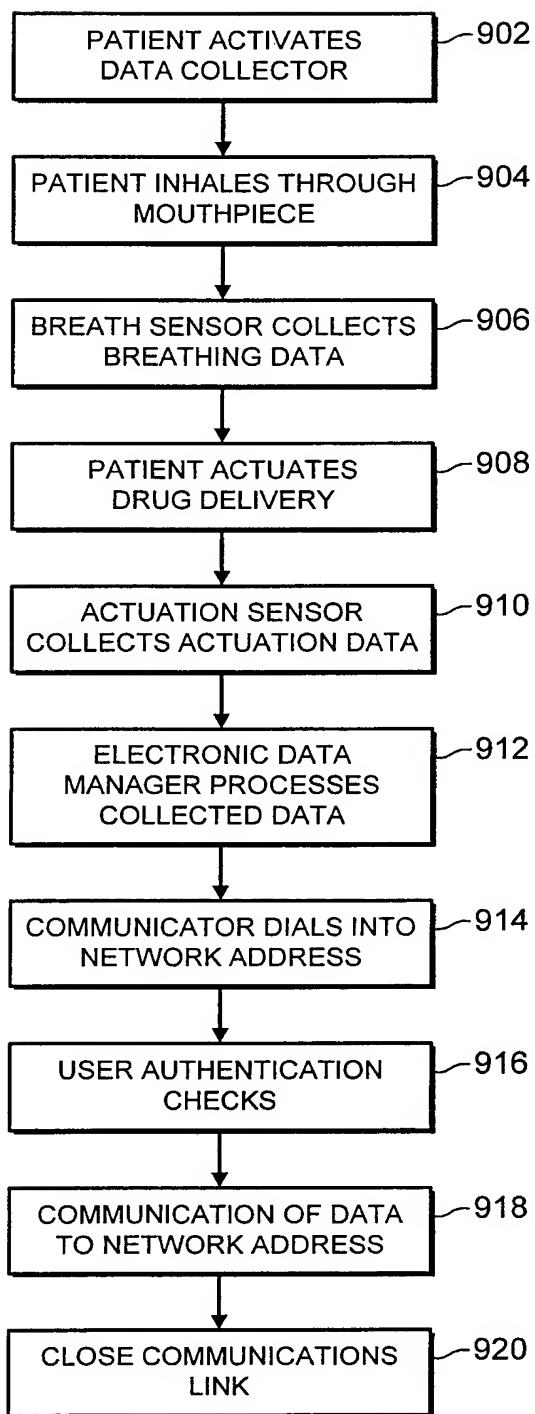 PATIENT ACTIVATES
DATA COLLECTOR
902
PATIENT INHALES THROUGH
MOUTHPIECE
904
BREATH SENSOR COLLECTS
BREATHING DATA
906
PATIENT ACTUATES
DRUG DELIVERY
908
ACTUATION SENSOR
COLLECTS ACTUATION DATA
910
ELECTRONIC DATA
MANAGER PROCESSES
COLLECTED DATA
912
COMMUNICATOR DIALS INTO
NETWORK ADDRESS
914
USER AUTHENTICATION
CHECKS
916
COMMUNICATION OF DATA
TO NETWORK ADDRESS
918
CLOSE COMMUNICATIONS
LINK
920